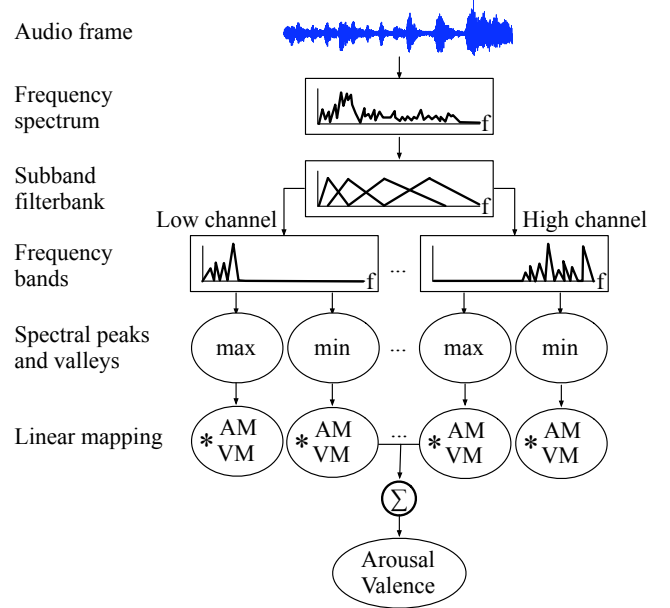 Audio frame
Frequency
spectrum
f
Subband
filterbank
f
Low channel
High channel
Frequency
bands
f
...
f
Spectral peaks
and valleys
max
min
...
max
min
Linear mapping
* AM
VM
* AM
VM
...
* AM
VM
* AM
VM
Σ
Arousal
Valence